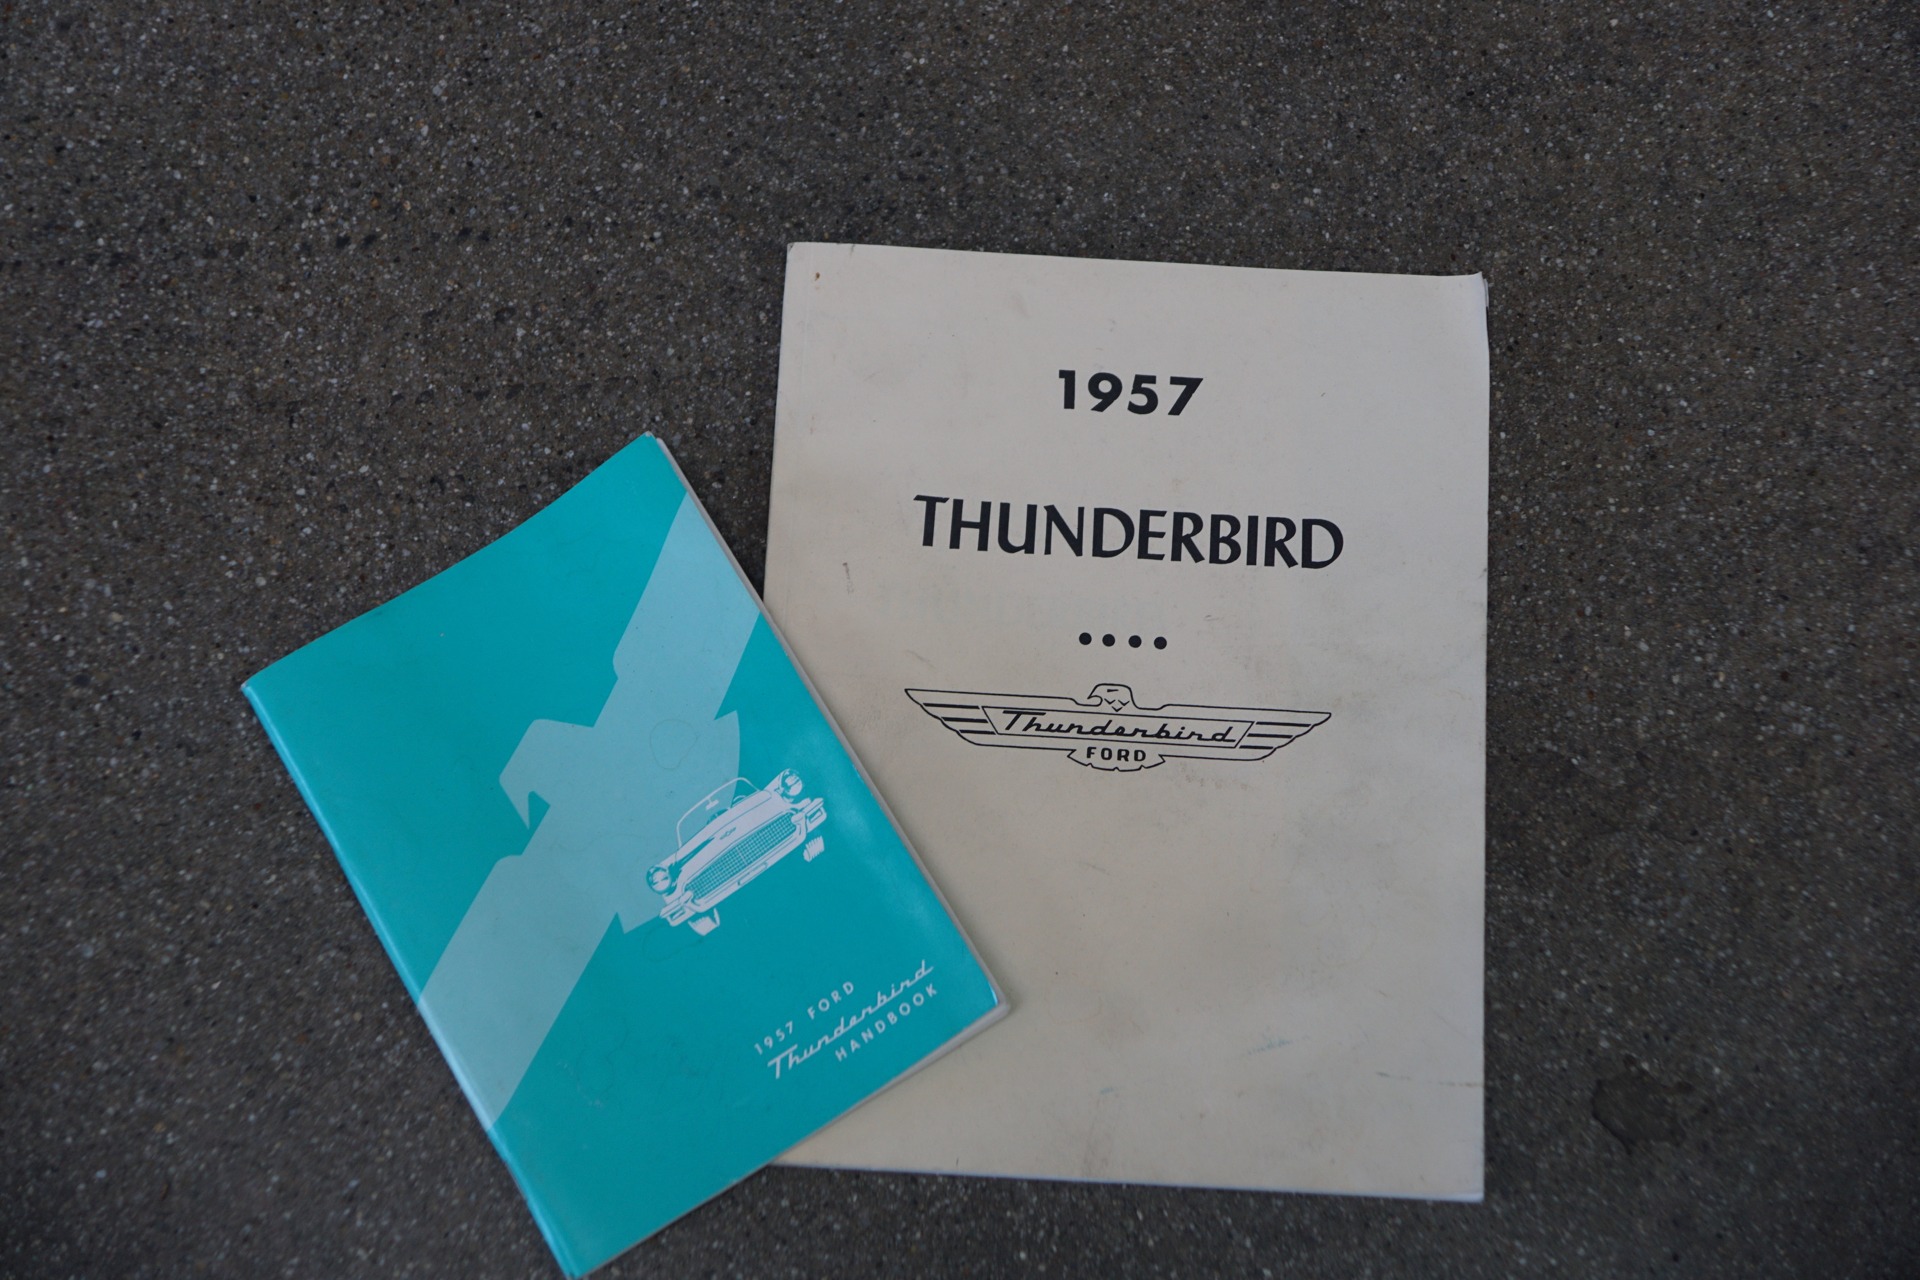 1957
THUNDERBIRD
Thunderbird
FORD
1957 FORD
Thunderbird
HANDBOOK